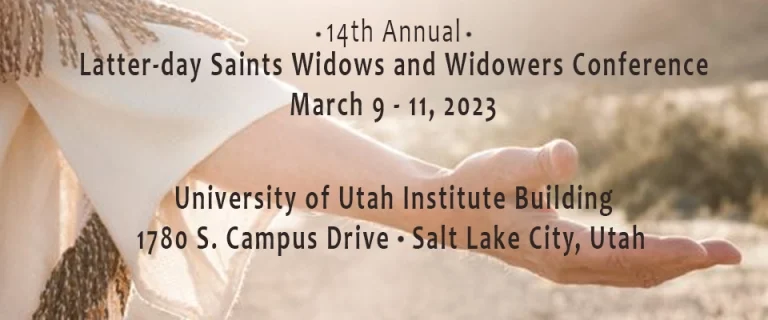 •14th Annual•
Latter-day Saints Widows and Widowers Conference
March 9 - 11, 2023
University of Utah Institute Building
1780 S. Campus Drive • Salt Lake City, Utah